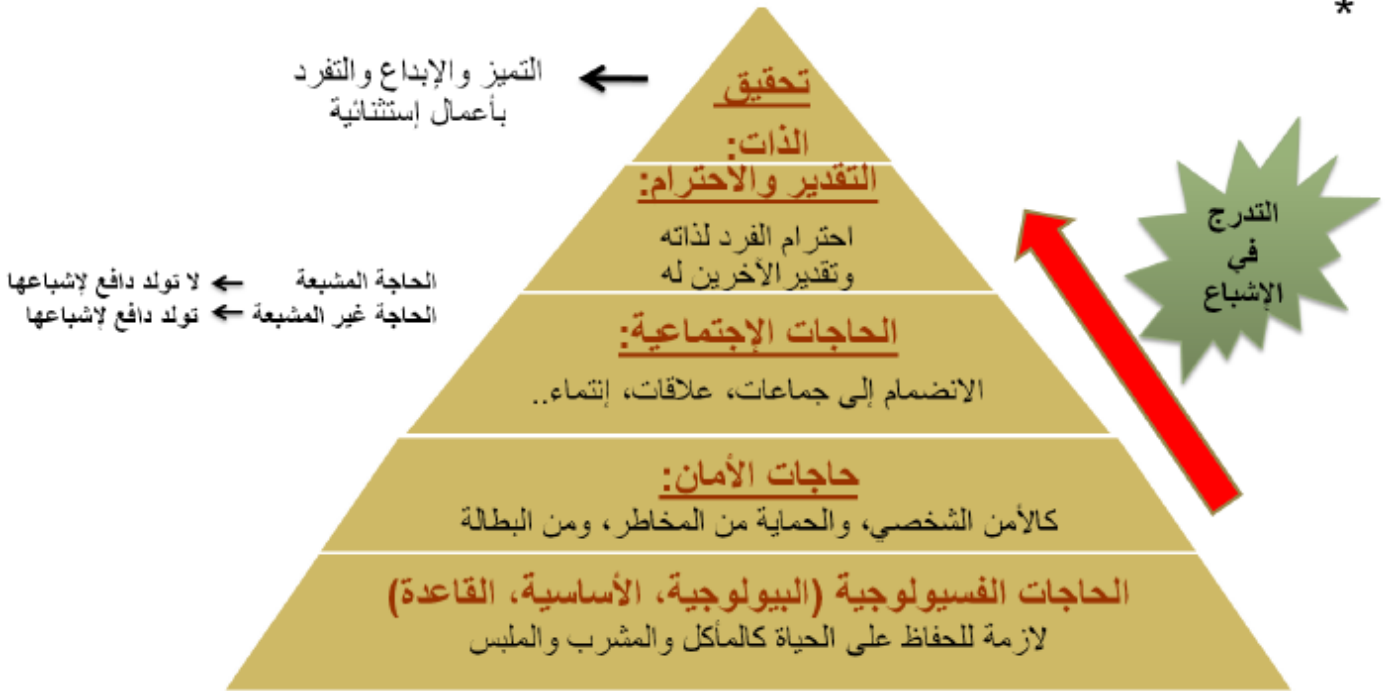 *
تحقيق
الذات:
التميز والإبداع والتفرد
بأعمال إستثنائية
التقدير والاحترام:
احترام الفرد لذاته
وتقدير الآخرين له
التدرج
في
الإشباع
الحاجة المشبعة ← لا تولد دافع لإشباعها
الحاجة غير المشبعة ← تولد دافع لإشباعها
الحاجات الإجتماعية:
الانضمام إلى جماعات، علاقات، إنتماء..
حاجات الأمان:
كالأمن الشخصي، والحماية من المخاطر، ومن البطالة
الحاجات الفسيولوجية (البيولوجية، الأساسية، القاعدة)
لازمة للحفاظ على الحياة كالمأكل والمشرب والملبس